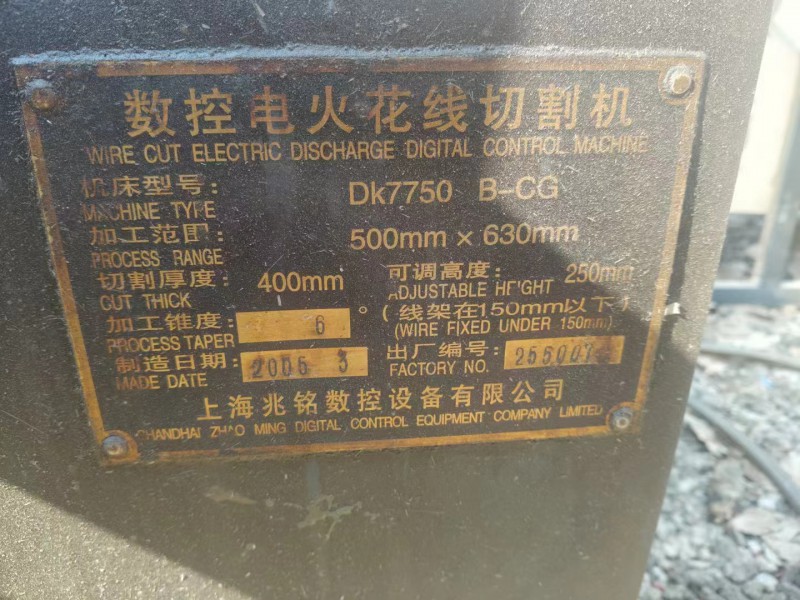 数控电火花线切割机
WIRE CUT ELECTRIC DISCHARGE DIGITAL CONTROL MACHINE
机床型号: Dk7750 B-CG
MACHINE TYPE
加工范围: 500mm × 630mm
PROCESS RANGE
切割厚度: 400mm 可调高度: 250mm
CUT THICK ADJUSTABLE HEIGHT
加工锥度: 6 ° (线架在150mm以下)
PROCESS TAPER (WIRE FIXED UNDER 150mm)
制造日期: 2005 3 出厂编号:
MADE DATE FACTORY NO.
上海兆铭数控设备有限公司
SHANDHAI ZHAO MING DIGITAL CONTROL EQUIPMENT COMPANY LIMITED